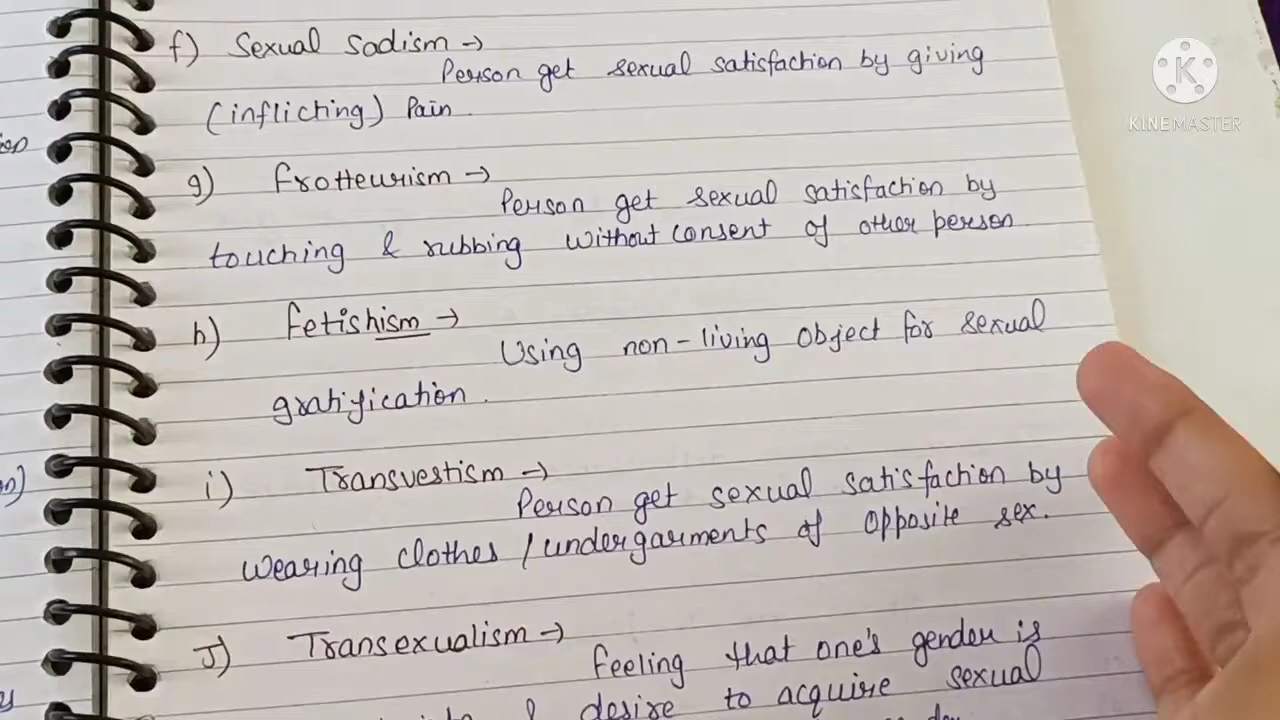 f) Sexual Sadism →
Person get sexual satisfaction by giving
(inflicting) Pain.
g) Frotteurism →
Person get sexual satisfaction by
touching & rubbing without consent of other person
h) Fetishism →
Using non-living object for sexual
gratification.
i) Transvestism →
Person get sexual satisfaction by
wearing clothes / undergarments of opposite sex.
J) Transexualism →
feeling that one's gender is
desire to acquire sexual
KINEMASTER